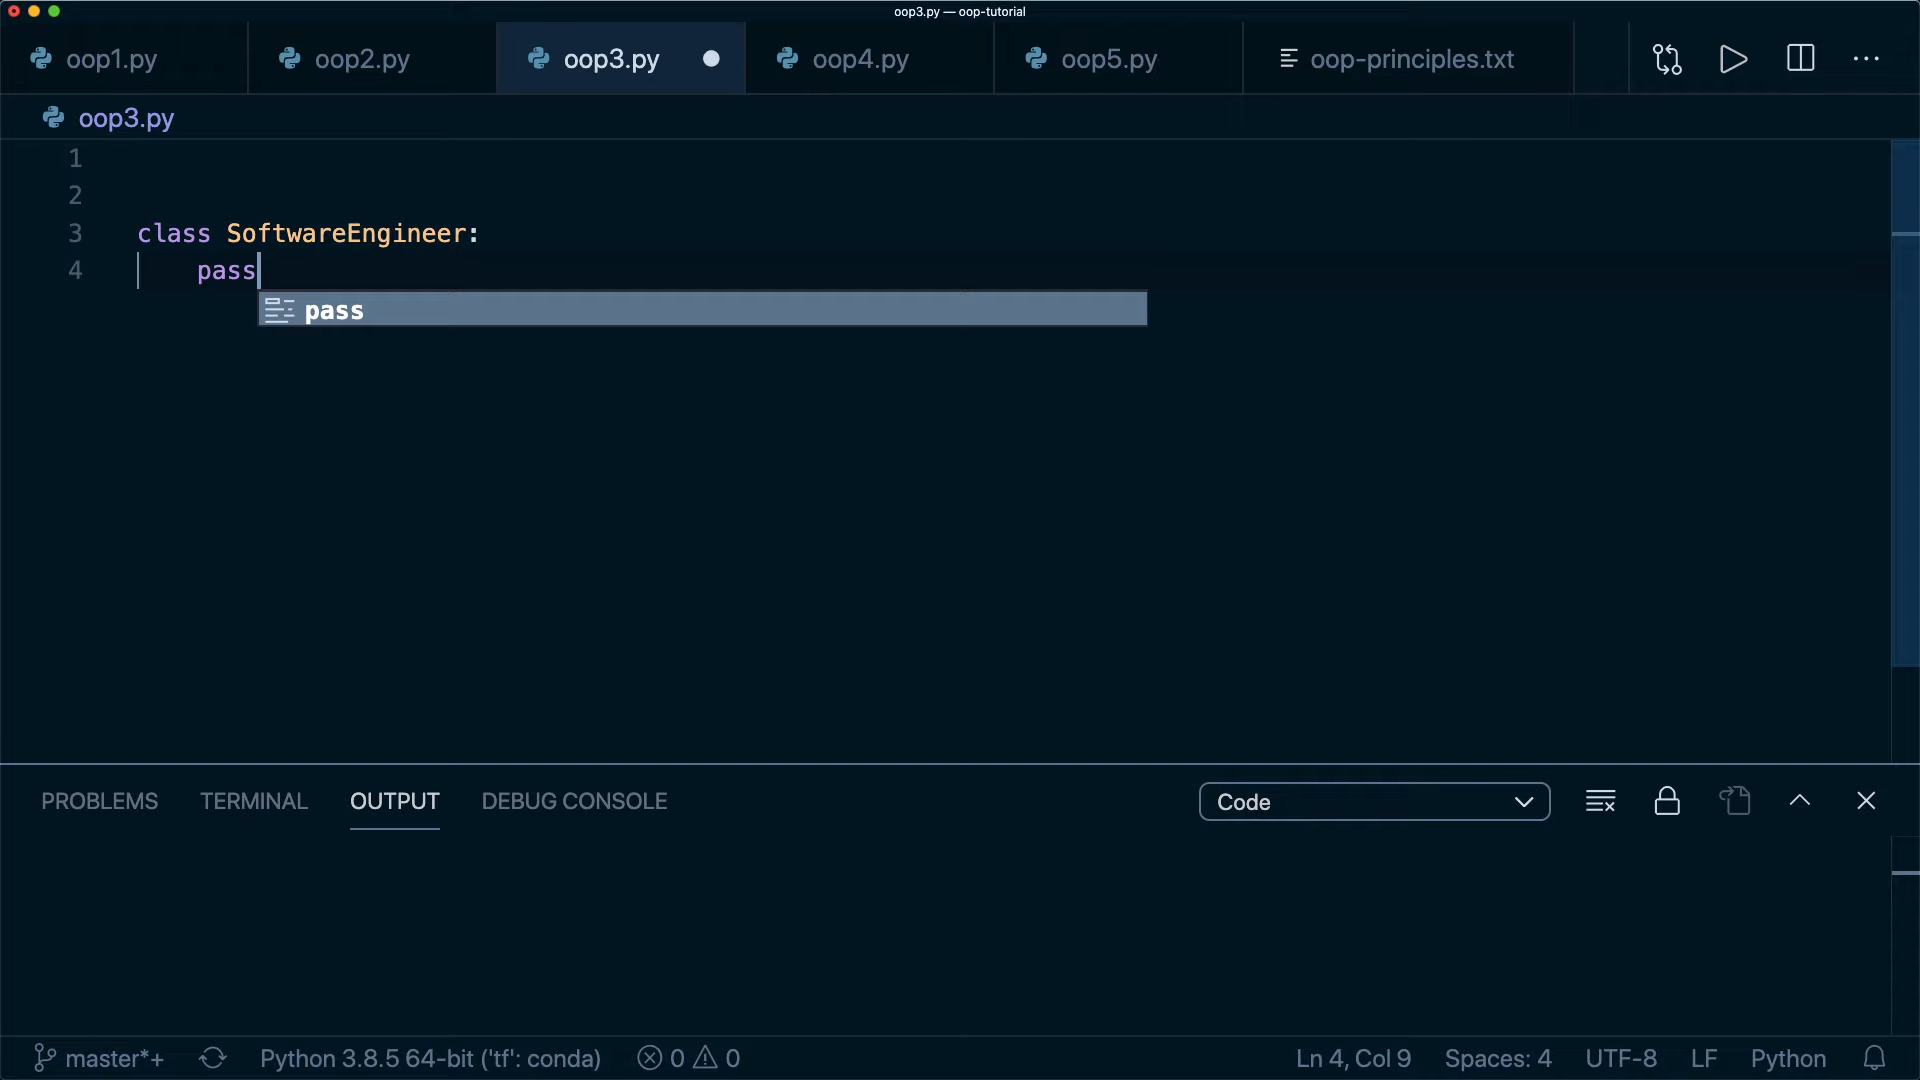 oop3.py — oop-tutorial
oop1.py oop2.py oop3.py oop4.py oop5.py oop-principles.txt
oop3.py
1
2
3 class SoftwareEngineer:
4 pass
pass
PROBLEMS TERMINAL OUTPUT DEBUG CONSOLE Code
master*+ Python 3.8.5 64-bit ('tf': conda) 0 0 Ln 4, Col 9 Spaces: 4 UTF-8 LF Python